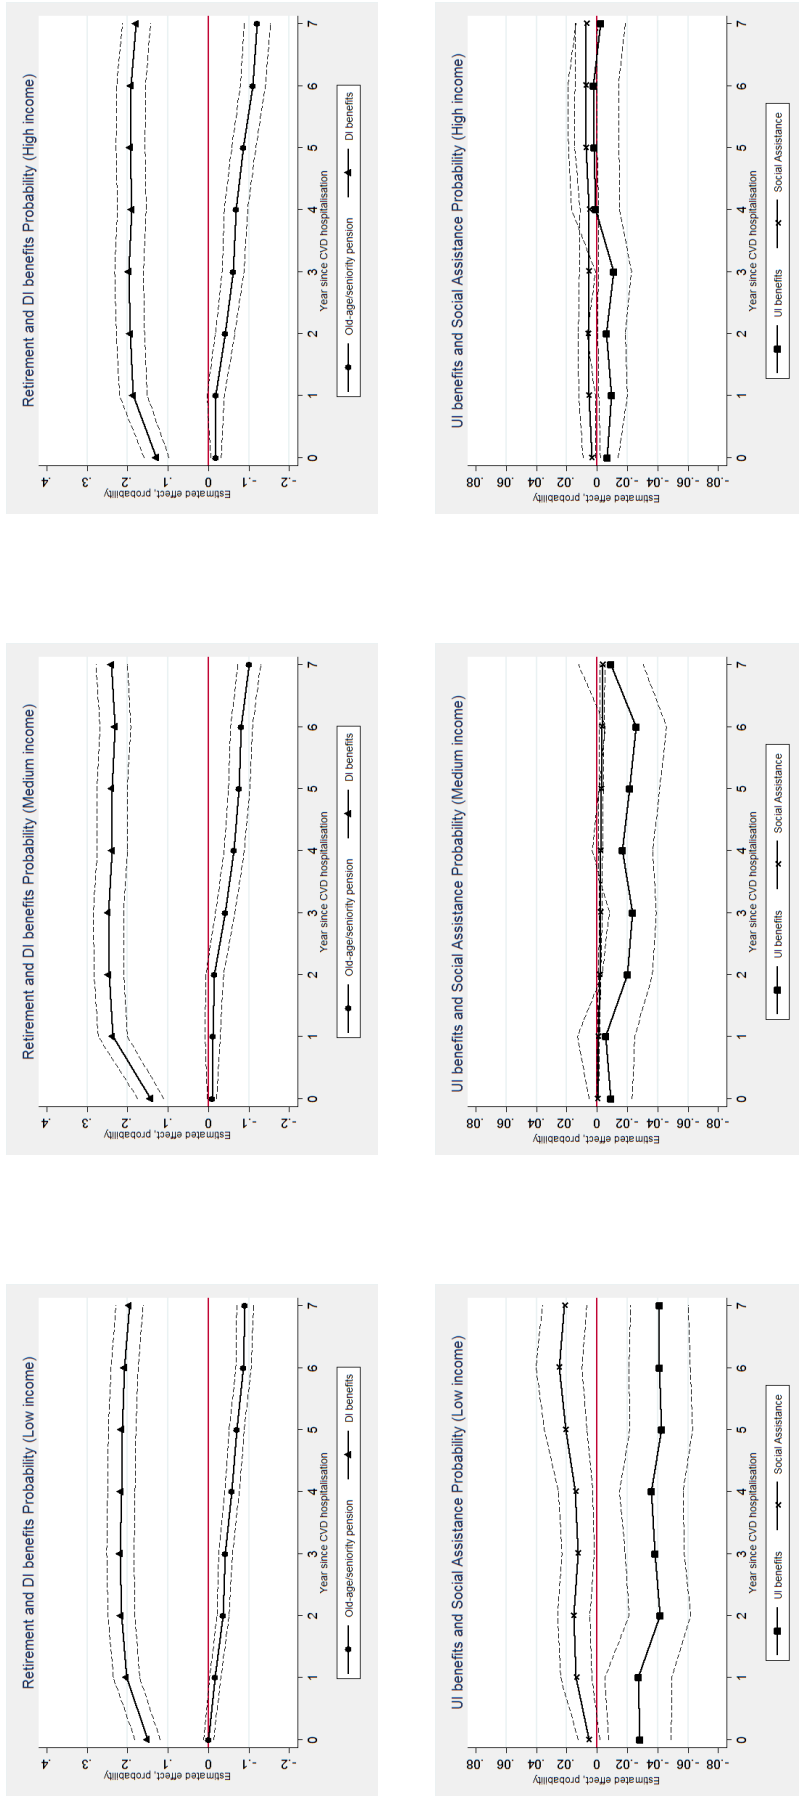 Retirement and DI benefits Probability (Low income)
Estimated effect, probability
.4
.3
.2
.1
0
-.1
-.2
0 1 2 3 4 5 6 7
Year since CVD hospitalisation
Old-age/seniority pension DI benefits
Retirement and DI benefits Probability (Medium income)
Estimated effect, probability
.4
.3
.2
.1
0
-.1
-.2
0 1 2 3 4 5 6 7
Year since CVD hospitalisation
Old-age/seniority pension DI benefits
Retirement and DI benefits Probability (High income)
Estimated effect, probability
.4
.3
.2
.1
0
-.1
-.2
0 1 2 3 4 5 6 7
Year since CVD hospitalisation
Old-age/seniority pension DI benefits
UI benefits and Social Assistance Probability (Low income)
Estimated effect, probability
.08
.06
.04
.02
0
-.02
-.04
-.06
-.08
0 1 2 3 4 5 6 7
Year since CVD hospitalisation
UI benefits Social Assistance
UI benefits and Social Assistance Probability (Medium income)
Estimated effect, probability
.08
.06
.04
.02
0
-.02
-.04
-.06
-.08
0 1 2 3 4 5 6 7
Year since CVD hospitalisation
UI benefits Social Assistance
UI benefits and Social Assistance Probability (High income)
Estimated effect, probability
.08
.06
.04
.02
0
-.02
-.04
-.06
-.08
0 1 2 3 4 5 6 7
Year since CVD hospitalisation
UI benefits Social Assistance